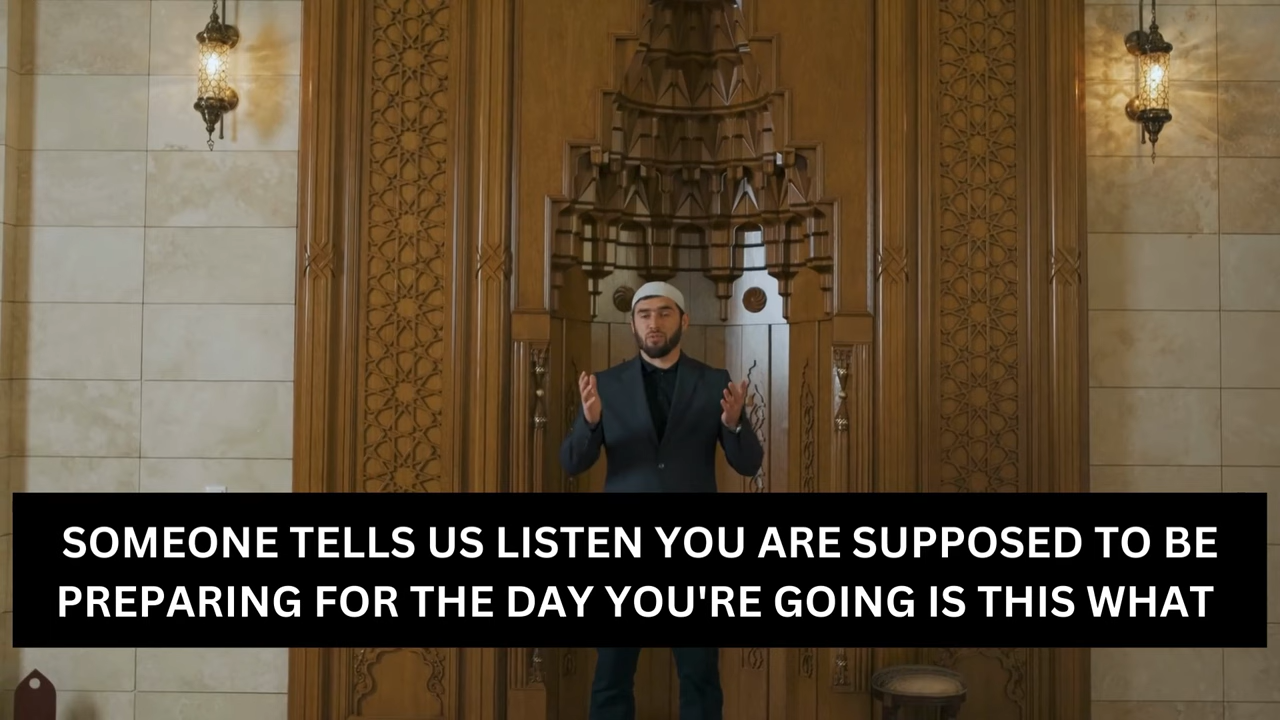 SOMEONE TELLS US LISTEN YOU ARE SUPPOSED TO BE
PREPARING FOR THE DAY YOU'RE GOING IS THIS WHAT